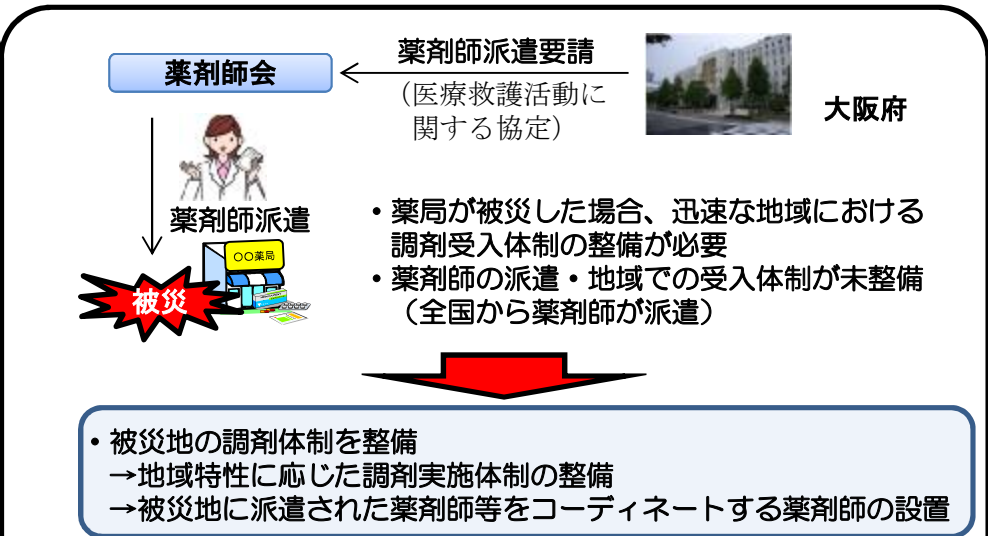 薬剤師会
薬剤師派遣要請
（医療救護活動に
関する協定）
大阪府
薬剤師派遣
〇〇薬局
被災
・薬局が被災した場合、迅速な地域における
調剤受入体制の整備が必要
・薬剤師の派遣・地域での受入体制が未整備
（全国から薬剤師が派遣）
・被災地の調剤体制を整備
→地域特性に応じた調剤実施体制の整備
→被災地に派遣された薬剤師等をコーディネートする薬剤師の設置